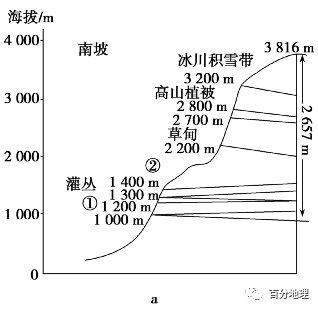 海拔/m
4 000
南坡
冰川积雪带
3 816 m
3 200 m
高山植被
3 000
2 800 m
2 700 m
2 657 m
草甸
2 200 m
2 000
②
灌丛
1 400 m
1 300 m
①
1 200 m
1 000
1 000 m
0
a
百分地理